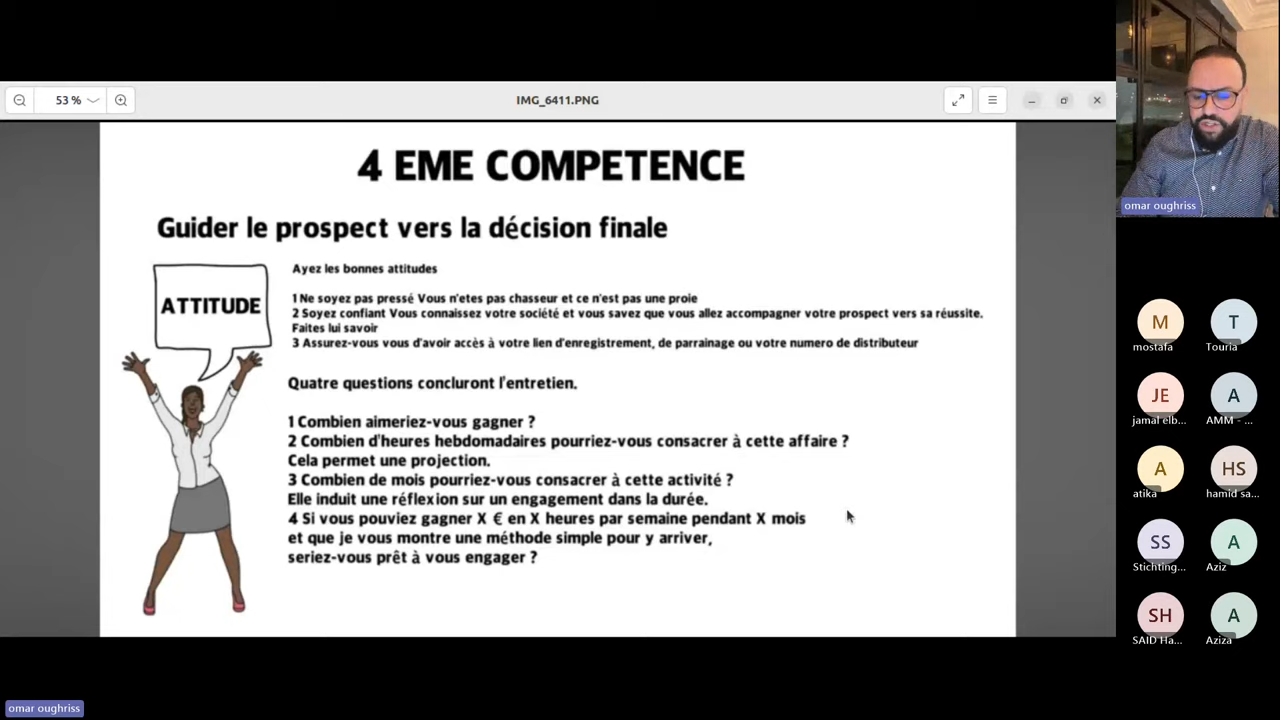 53 %
IMG_6411.PNG
4 EME COMPETENCE
Guider le prospect vers la décision finale
ATTITUDE
Ayez les bonnes attitudes
1 Ne soyez pas pressé Vous n'etes pas chasseur et ce n'est pas une proie
2 Soyez confiant Vous connaissez votre société et vous savez que vous allez accompagner votre prospect vers sa réussite.
Faites lui savoir
3 Assurez-vous vous d'avoir accès à votre lien d'enregistrement, de parrainage ou votre numero de distributeur
Quatre questions concluront l'entretien.
1 Combien aimeriez-vous gagner ?
2 Combien d'heures hebdomadaires pourriez-vous consacrer à cette affaire ?
Cela permet une projection.
3 Combien de mois pourriez-vous consacrer à cette activité ?
Elle induit une réflexion sur un engagement dans la durée.
4 Si vous pouviez gagner X € en X heures par semaine pendant X mois
et que je vous montre une méthode simple pour y arriver,
seriez-vous prêt à vous engager ?
omar oughriss
M
mostafa
T
Touria
JE
jamal elb...
A
AMM - ...
A
atika
HS
hamid sa...
SS
Stichting...
A
Aziz
SH
SAID Ha...
A
Aziza
omar oughriss